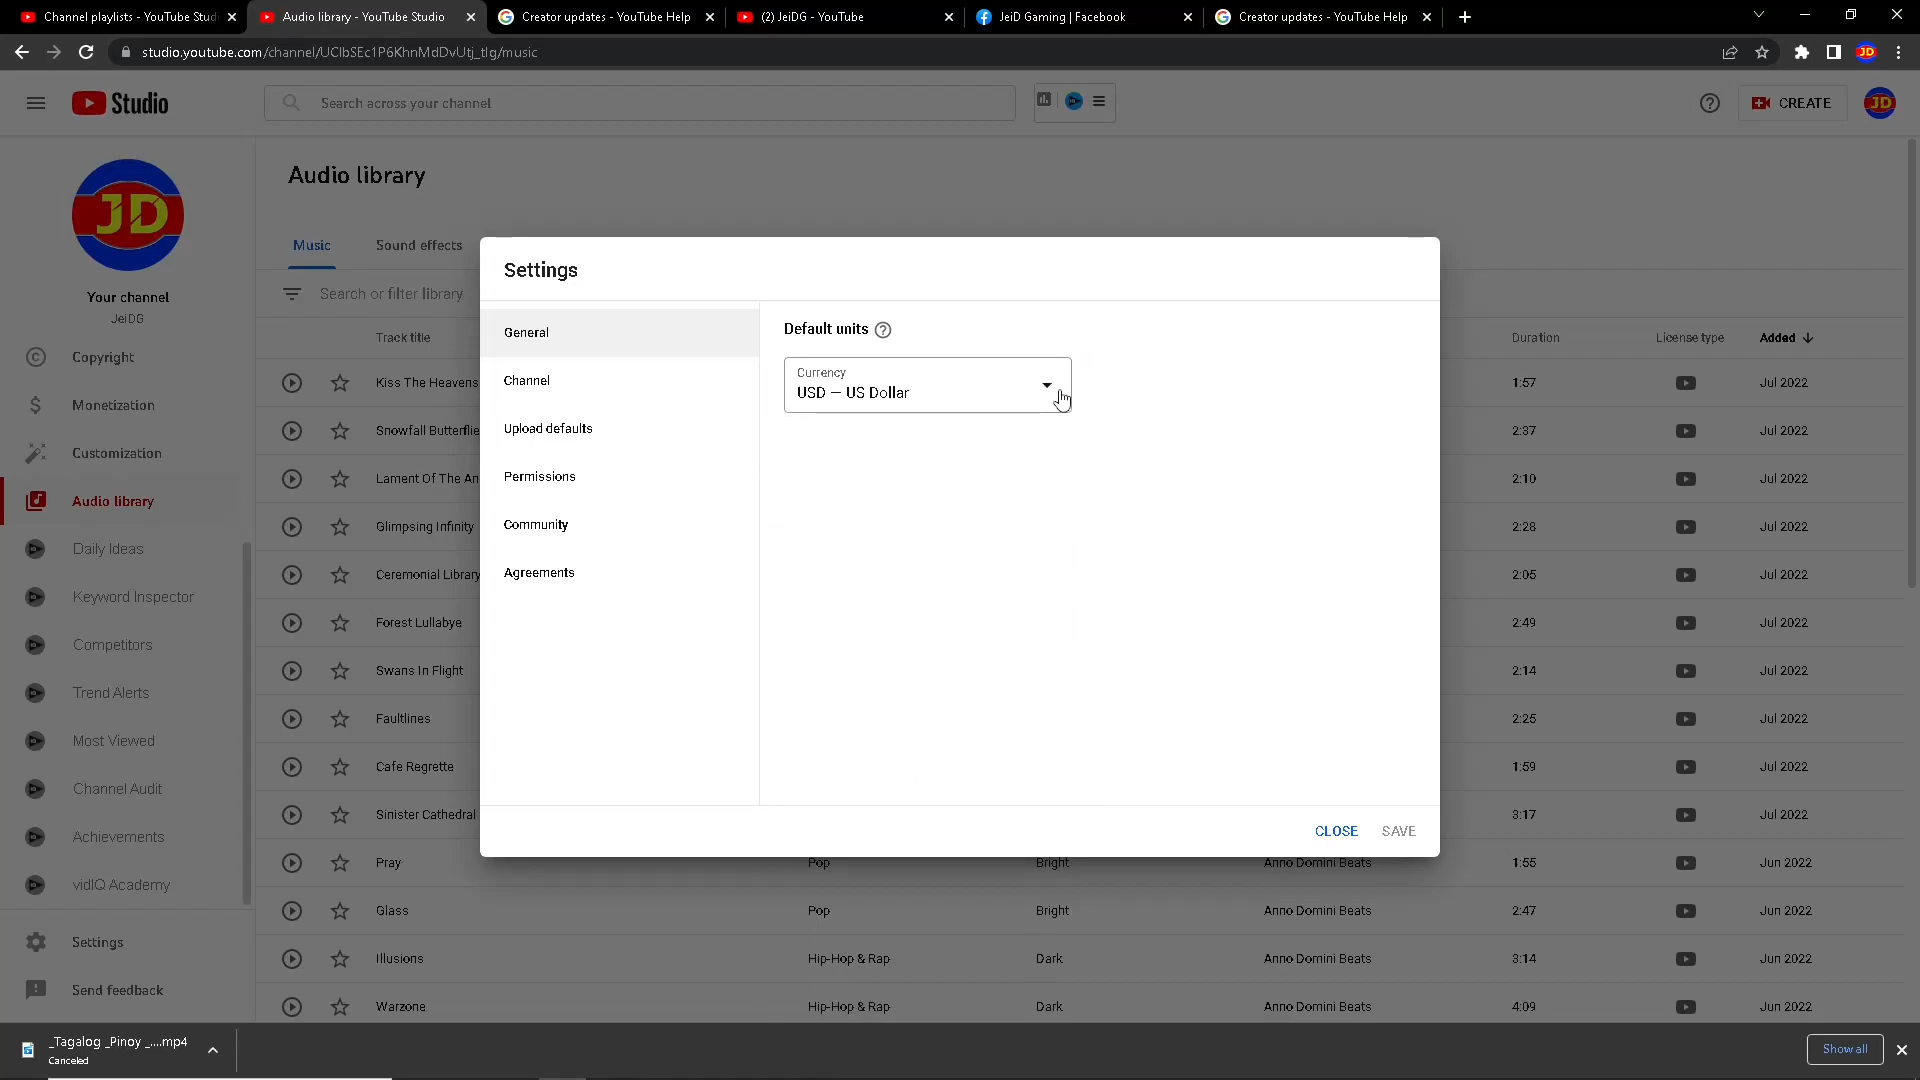 Channel playlists - YouTube Stud
Audio library - YouTube Studio
Creator updates - YouTube Help
(2) JeiDG - YouTube
JeiD Gaming | Facebook
Creator updates - YouTube Help
studio.youtube.com/channel/UClbSEc1P6KhnMdDvUtj_tIg/music
JD
Studio
Search across your channel
CREATE
JD
JD
Your channel
JeiDG
Copyright
Monetization
Customization
Audio library
Daily Ideas
Keyword Inspector
Competitors
Trend Alerts
Most Viewed
Channel Audit
Achievements
vidIQ Academy
Settings
Send feedback
Audio library
Music
Sound effects
Search or filter library
Track title
Duration
License type
Added
Kiss The Heavens
1:57
Jul 2022
Snowfall Butterflie
2:37
Jul 2022
Lament Of The An
2:10
Jul 2022
Glimpsing Infinity
2:28
Jul 2022
Ceremonial Library
2:05
Jul 2022
Forest Lullabye
2:49
Jul 2022
Swans In Flight
2:14
Jul 2022
Faultlines
2:25
Jul 2022
Cafe Regrette
1:59
Jul 2022
Sinister Cathedral
3:17
Jul 2022
Pray
Pop
Bright
Anno Domini Beats
1:55
Jun 2022
Glass
Pop
Bright
Anno Domini Beats
2:47
Jun 2022
Illusions
Hip-Hop & Rap
Dark
Anno Domini Beats
3:14
Jun 2022
Warzone
Hip-Hop & Rap
Dark
Anno Domini Beats
4:09
Jun 2022
Settings
General
Channel
Upload defaults
Permissions
Community
Agreements
Default units
Currency
USD — US Dollar
CLOSE
SAVE
_Tagalog _Pinoy _....mp4
Canceled
Show all